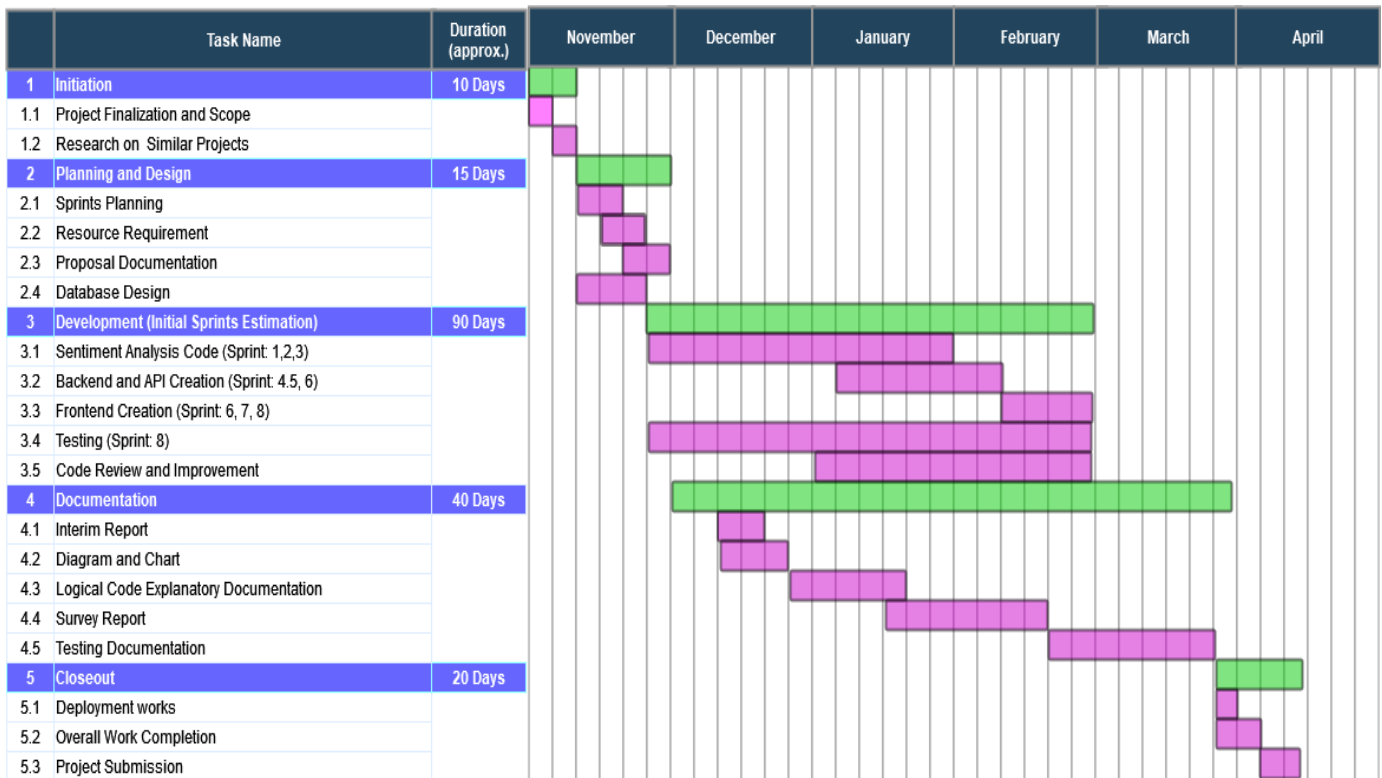 Task Name Duration (approx.) November December January February March April
1 Initiation 10 Days
1.1 Project Finalization and Scope
1.2 Research on Similar Projects
2 Planning and Design 15 Days
2.1 Sprints Planning
2.2 Resource Requirement
2.3 Proposal Documentation
2.4 Database Design
3 Development (Initial Sprints Estimation) 90 Days
3.1 Sentiment Analysis Code (Sprint: 1,2,3)
3.2 Backend and API Creation (Sprint: 4.5, 6)
3.3 Frontend Creation (Sprint: 6, 7, 8)
3.4 Testing (Sprint: 8)
3.5 Code Review and Improvement
4 Documentation 40 Days
4.1 Interim Report
4.2 Diagram and Chart
4.3 Logical Code Explanatory Documentation
4.4 Survey Report
4.5 Testing Documentation
5 Closeout 20 Days
5.1 Deployment works
5.2 Overall Work Completion
5.3 Project Submission